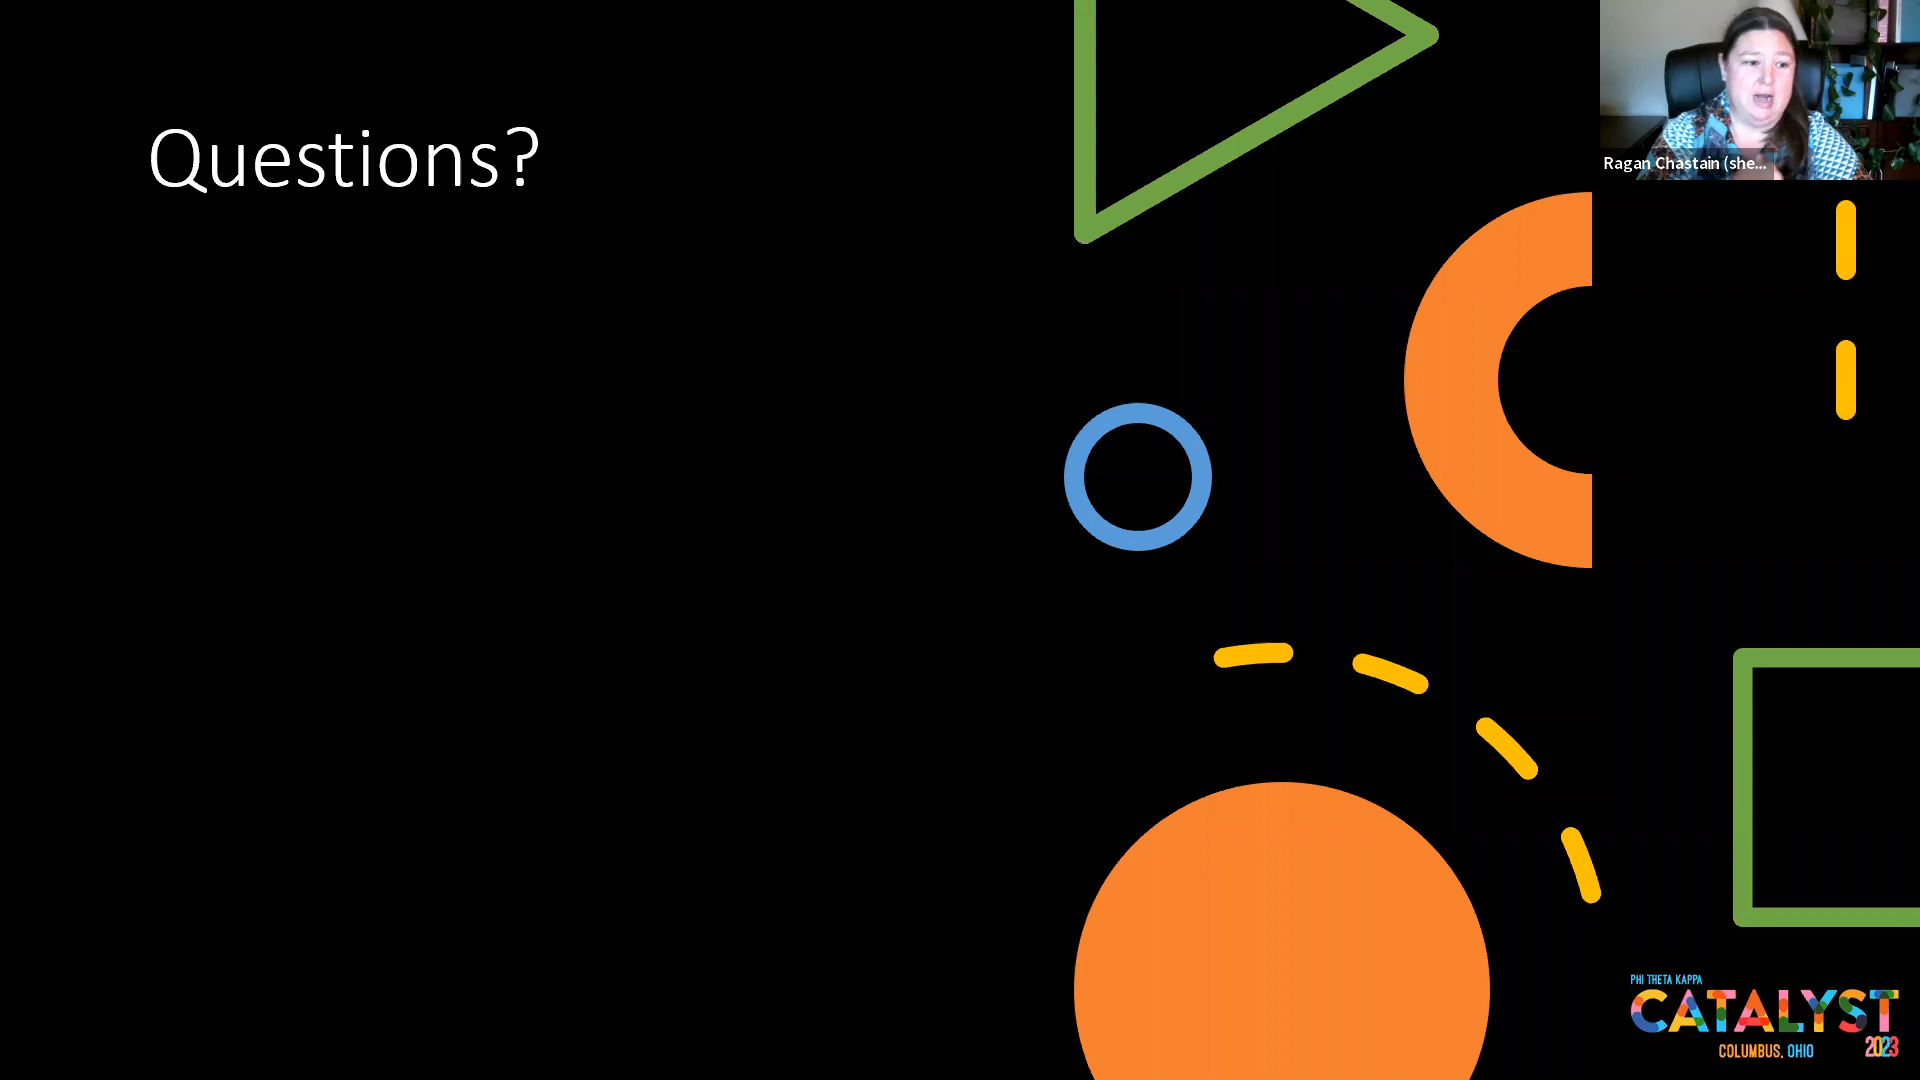 Questions?
Ragan Chastain (she...
PHI THETA KAPPA
CATALYST
2023
COLUMBUS, OHIO